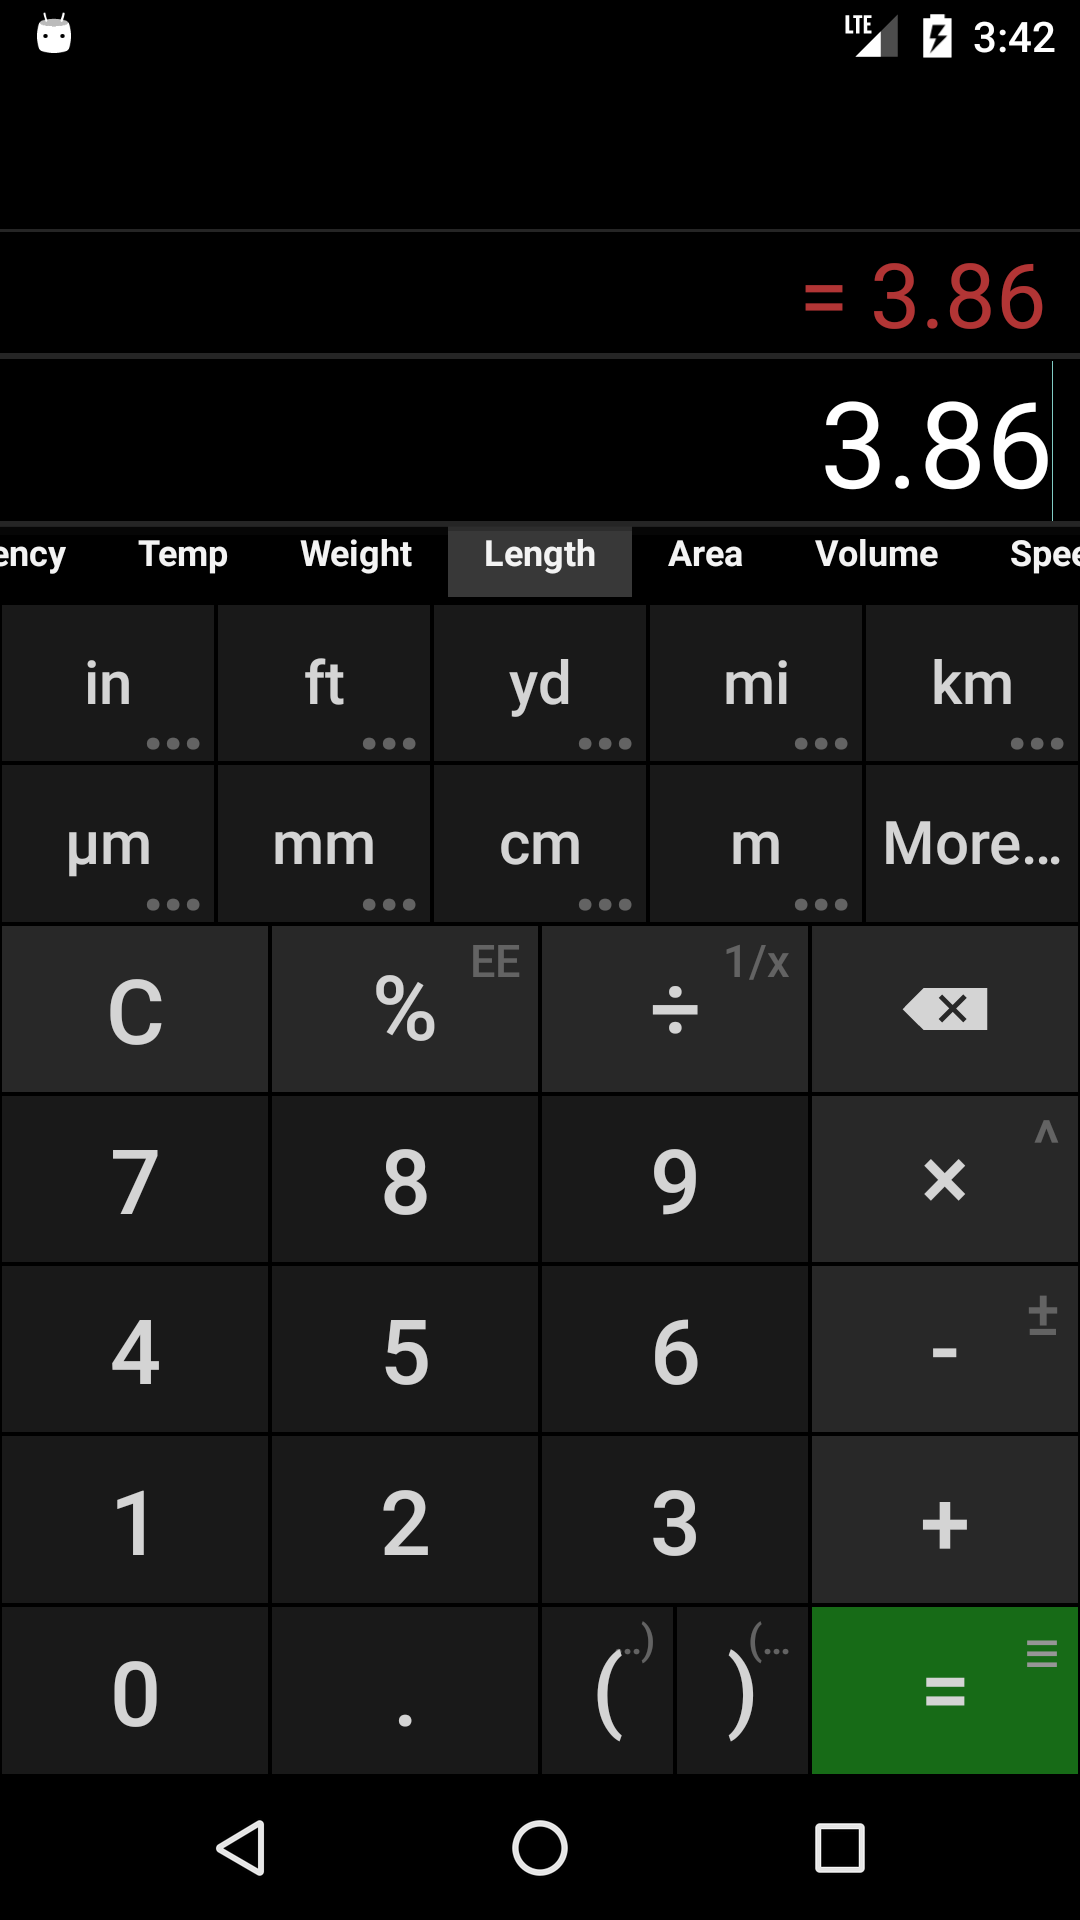 LTE 3:42
= 3.86
3.86
ency Temp Weight Length Area Volume Spee
in ft yd mi km
µm mm cm m More...
C % EE ÷ 1/x
7 8 9 × ^
4 5 6 - ±
1 2 3 +
0 . ( ..) ) (... =